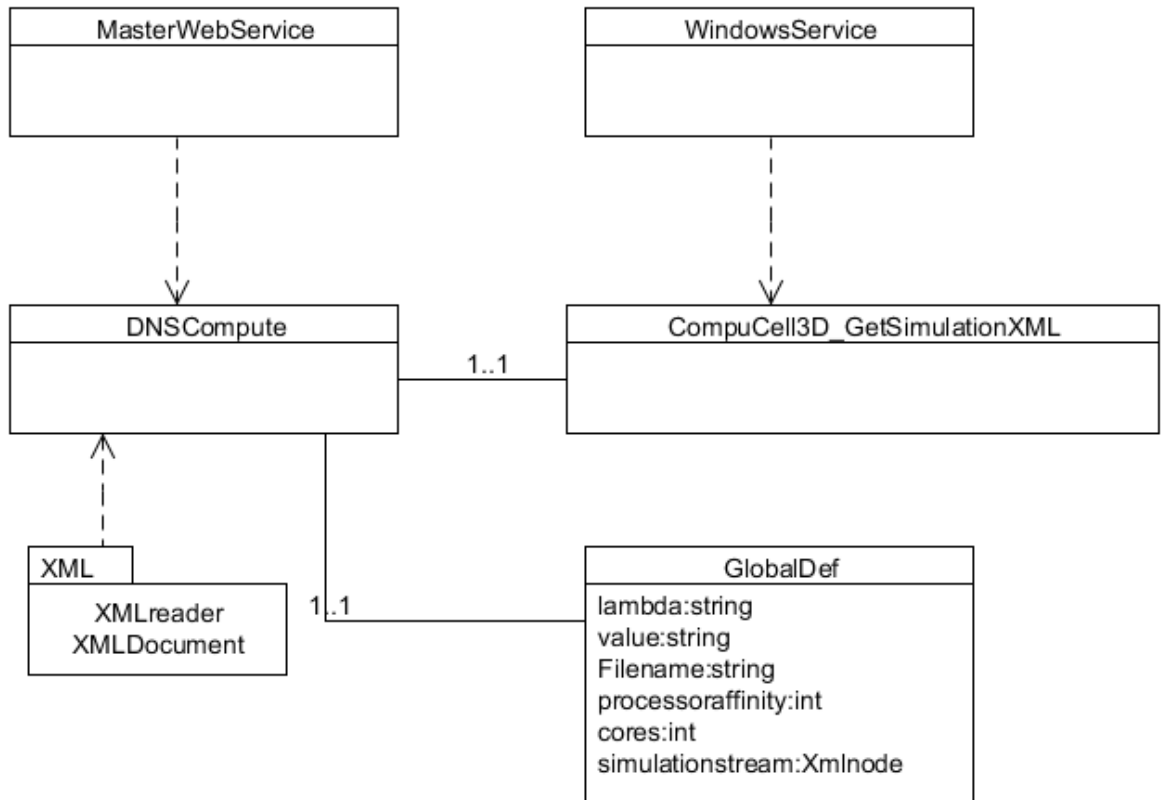 MasterWebService
WindowsService
DNSCompute
CompuCell3D_GetSimulationXML
1..1
XML
XMLreader
XMLDocument
1..1
GlobalDef
lambda:string
value:string
Filename:string
processoraffinity:int
cores:int
simulationstream:Xmlnode